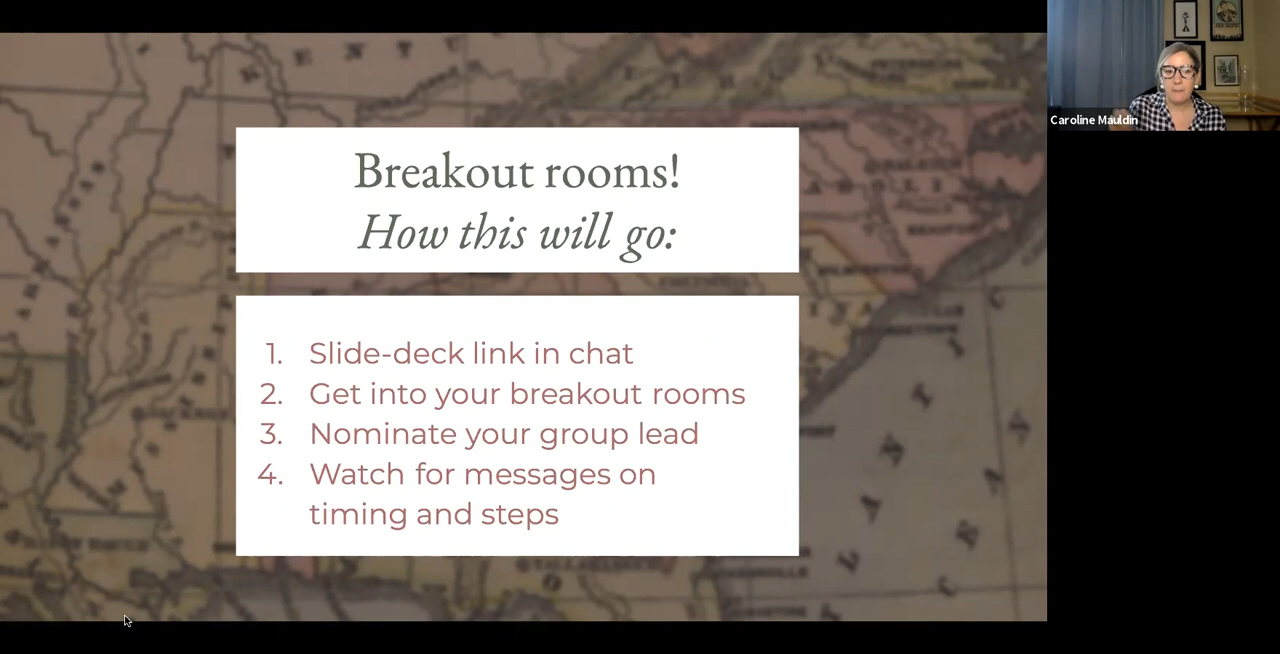 Breakout rooms!
How this will go:
1. Slide-deck link in chat
2. Get into your breakout rooms
3. Nominate your group lead
4. Watch for messages on
timing and steps
Caroline Mauldin